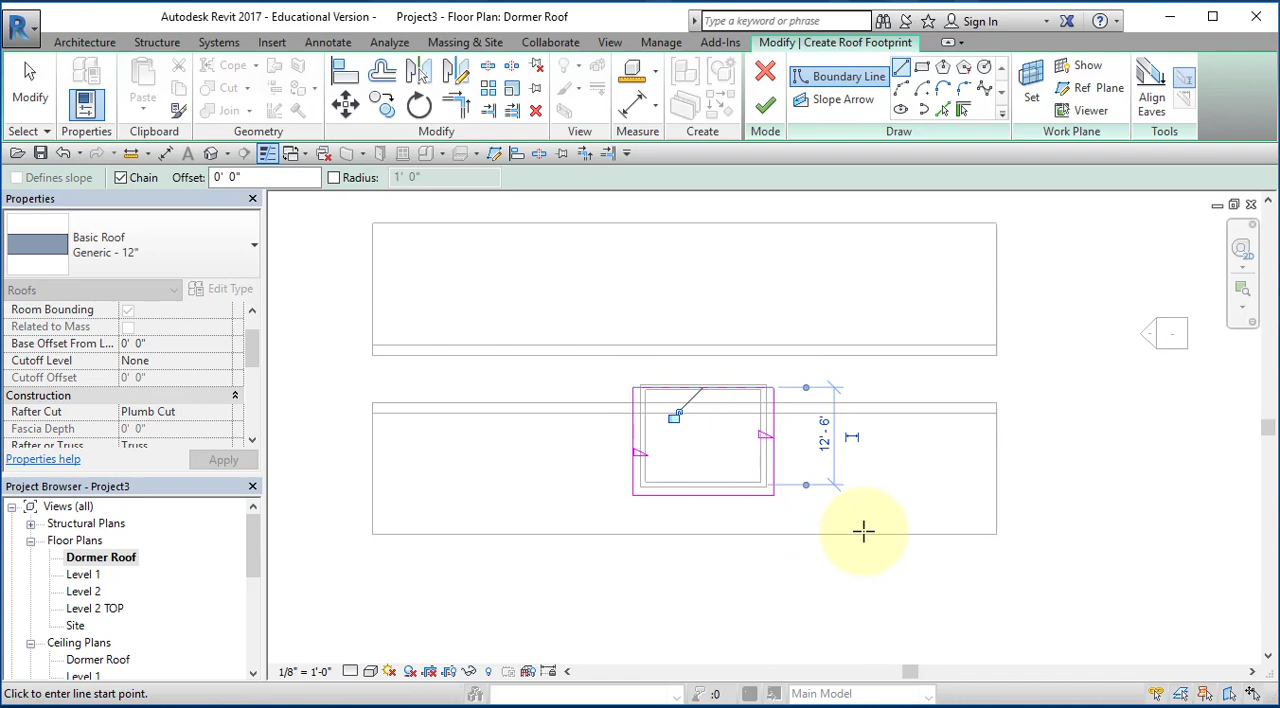 Autodesk Revit 2017 - Educational Version - Project3 - Floor Plan: Dormer Roof
Type a keyword or phrase
Sign In
R
Architecture Structure Systems Insert Annotate Analyze Massing & Site Collaborate View Manage Add-Ins Modify | Create Roof Footprint
Modify
Select
Properties
Paste
Clipboard
Cope
Cut
Join
Geometry
Modify
View
Measure
Create
Mode
Boundary Line
Slope Arrow
Draw
Set
Show
Ref Plane
Viewer
Work Plane
Align
Eaves
Tools
Defines slope Chain Offset: 0' 0" Radius: 1' 0"
Properties
Basic Roof
Generic - 12"
Roofs Edit Type
Room Bounding
Related to Mass
Base Offset From L... 0' 0"
Cutoff Level None
Cutoff Offset 0' 0"
Construction
Rafter Cut Plumb Cut
Fascia Depth 0' 0"
Rafter or Truss Truss
Properties help Apply
Project Browser - Project3
Views (all)
Structural Plans
Floor Plans
Dormer Roof
Level 1
Level 2
Level 2 TOP
Site
Ceiling Plans
Dormer Roof
Level 1
12' - 6'
2D
1/8" = 1'-0"
Click to enter line start point.
:0
Main Model